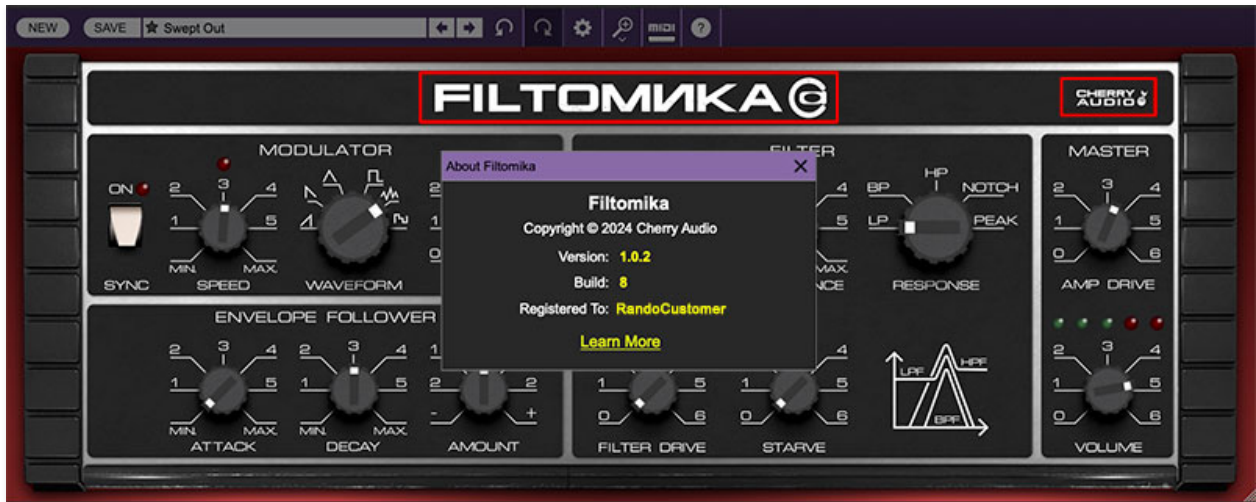 NEW SAVE Swept Out MIDI ?
FILTOMИKA
CHERRY AUDIO
MODULATOR
FILTER
MASTER
ON
SYNC
MIN. 1 2 3 4 5 MAX.
SPEED
WAVEFORM
LP BP HP NOTCH PEAK
RESPONSE
0 1 2 3 4 5 6
AMP DRIVE
About Filtomika
Filtomika
Copyright © 2024 Cherry Audio
Version: 1.0.2
Build: 8
Registered To: RandoCustomer
Learn More
ENVELOPE FOLLOWER
MIN. 1 2 3 4 5 MAX.
ATTACK
MIN. 1 2 3 4 5 MAX.
DECAY
- 2 1 1 2 +
AMOUNT
0 1 5 6
FILTER DRIVE
0 1 4 5 6
STARVE
LPF HPF
BPF
0 1 2 3 4 5 6
VOLUME